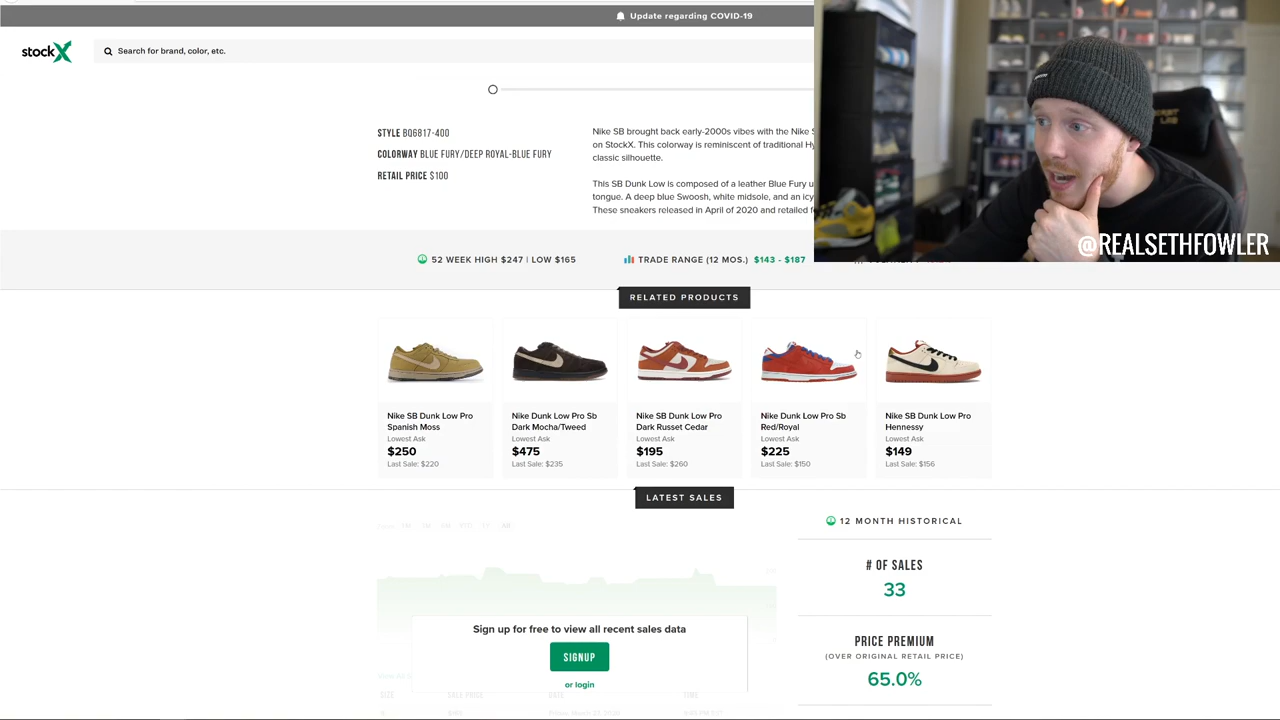 Update regarding COVID-19
stockX
Search for brand, color, etc.
STYLE BQ6817-400
COLORWAY BLUE FURY/DEEP ROYAL-BLUE FURY
RETAIL PRICE $100
Nike SB brought back early-2000s vibes with the Nike
on StockX. This colorway is reminiscent of traditional
classic silhouette.
This SB Dunk Low is composed of a leather Blue Fury
tongue. A deep blue Swoosh, white midsole, and an icy
These sneakers released in April of 2020 and retailed
@REALSETHFOWLER
52 WEEK HIGH $247 | LOW $165
TRADE RANGE (12 MOS.) $143 - $187
RELATED PRODUCTS
Nike SB Dunk Low Pro
Spanish Moss
Lowest Ask
$250
Last Sale: $220
Nike Dunk Low Pro Sb
Dark Mocha/Tweed
Lowest Ask
$475
Last Sale: $235
Nike SB Dunk Low Pro
Dark Russet Cedar
Lowest Ask
$195
Last Sale: $260
Nike Dunk Low Pro Sb
Red/Royal
Lowest Ask
$225
Last Sale: $150
Nike SB Dunk Low Pro
Hennessy
Lowest Ask
$149
Last Sale: $156
LATEST SALES
12 MONTH HISTORICAL
# OF SALES
33
PRICE PREMIUM
(OVER ORIGINAL RETAIL PRICE)
65.0%
Sign up for free to view all recent sales data
SIGNUP
or login
SIZE
SALE PRICE
DATE
TIME